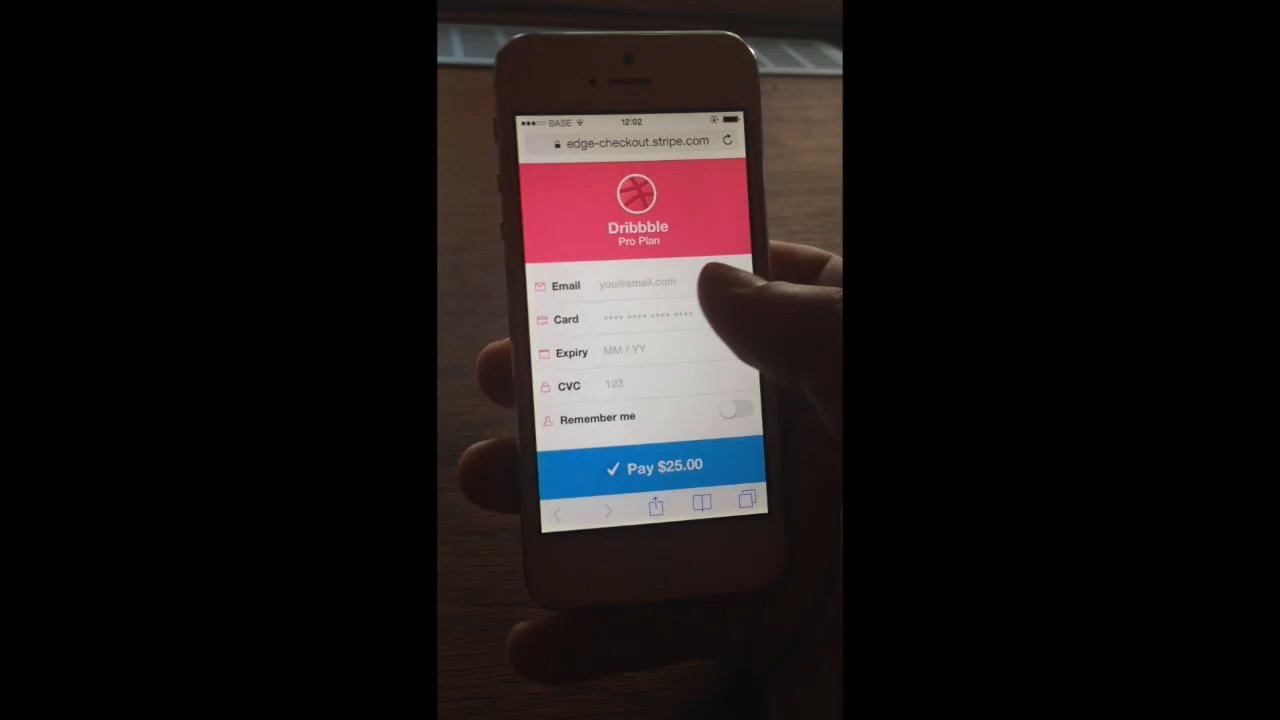 BASE 12:02
edge-checkout.stripe.com
Dribbble
Pro Plan
Email you@email.com
Card •••• •••• •••• ••••
Expiry MM / YY
CVC 123
Remember me
✓ Pay $25.00